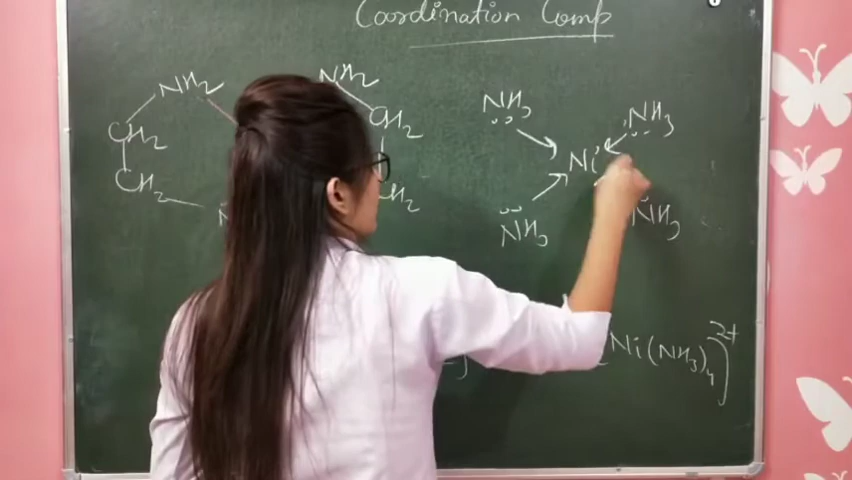 Coordination Comp
NH2 NH2
CH2 CH2
CH2 CH2
NH3 NH3
Ni
NH3 NH3
Ni(NH3)4]2+